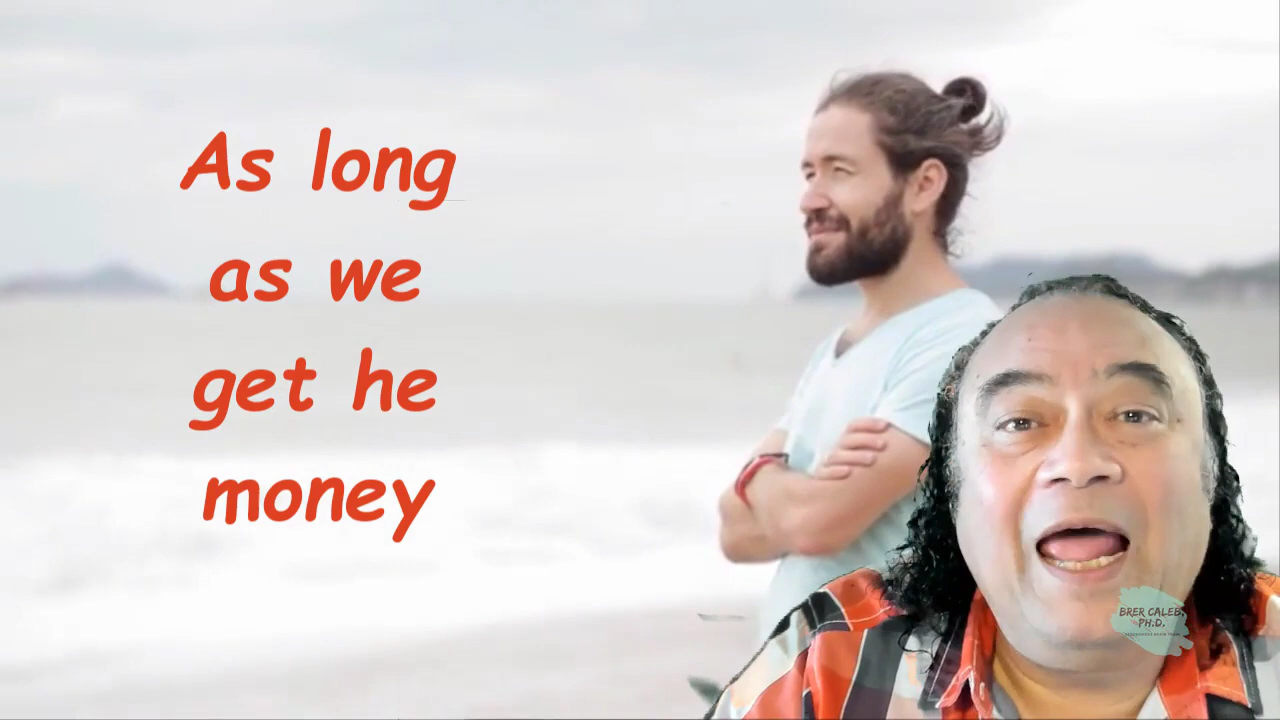 As long
as we
get he
money
BRER CALEB,
PH.D.